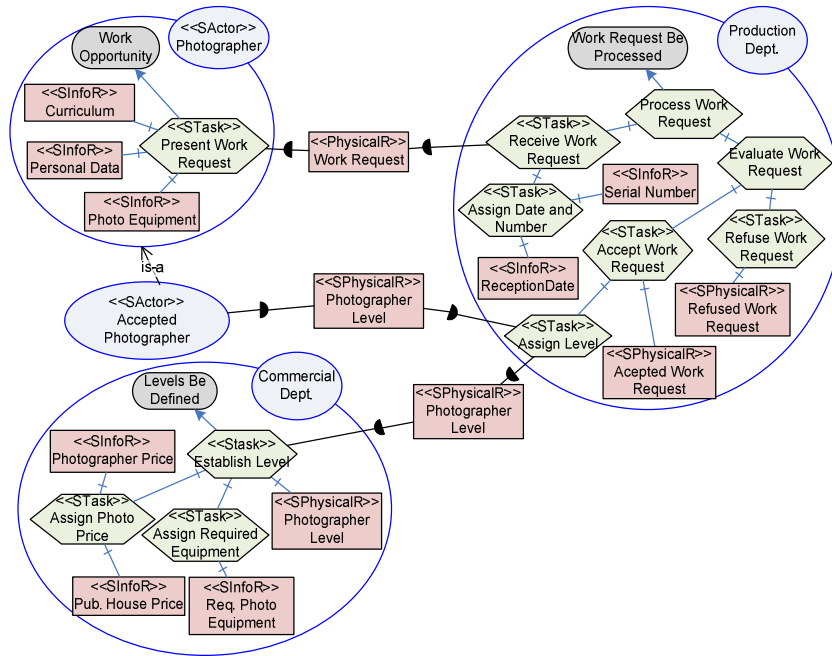 Work
Opportunity
<<SActor>>
Photographer
<<SInfoR>>
Curriculum
<<STask>>
Present Work
Request
<<SInfoR>>
Personal Data
<<SInfoR>>
Photo Equipment
<<PhysicalR>>
Work Request
Work Request Be
Processed
Production
Dept.
Process Work
Request
<<STask>>
Receive Work
Request
Evaluate Work
Request
<<STask>>
Assign Date and
Number
<<SInfoR>>
Serial Number
<<SInfoR>>
ReceptionDate
<<STask>>
Accept Work
Request
<<STask>>
Refuse Work
Request
<<SPhysicalR>>
Refused Work
Request
<<STask>>
Assign Level
<<SPhysicalR>>
Acepted Work
Request
is-a
<<SActor>>
Accepted
Photographer
<<SPhysicalR>>
Photographer
Level
<<SPhysicalR>>
Photographer
Level
Levels Be
Defined
Commercial
Dept.
<<SInfoR>>
Photographer Price
<<Stask>>
Establish Level
<<STask>>
Assign Photo
Price
<<STask>>
Assign Required
Equipment
<<SPhysicalR>>
Photographer
Level
<<SInfoR>>
Pub. House Price
<<SInfoR>>
Req. Photo
Equipment